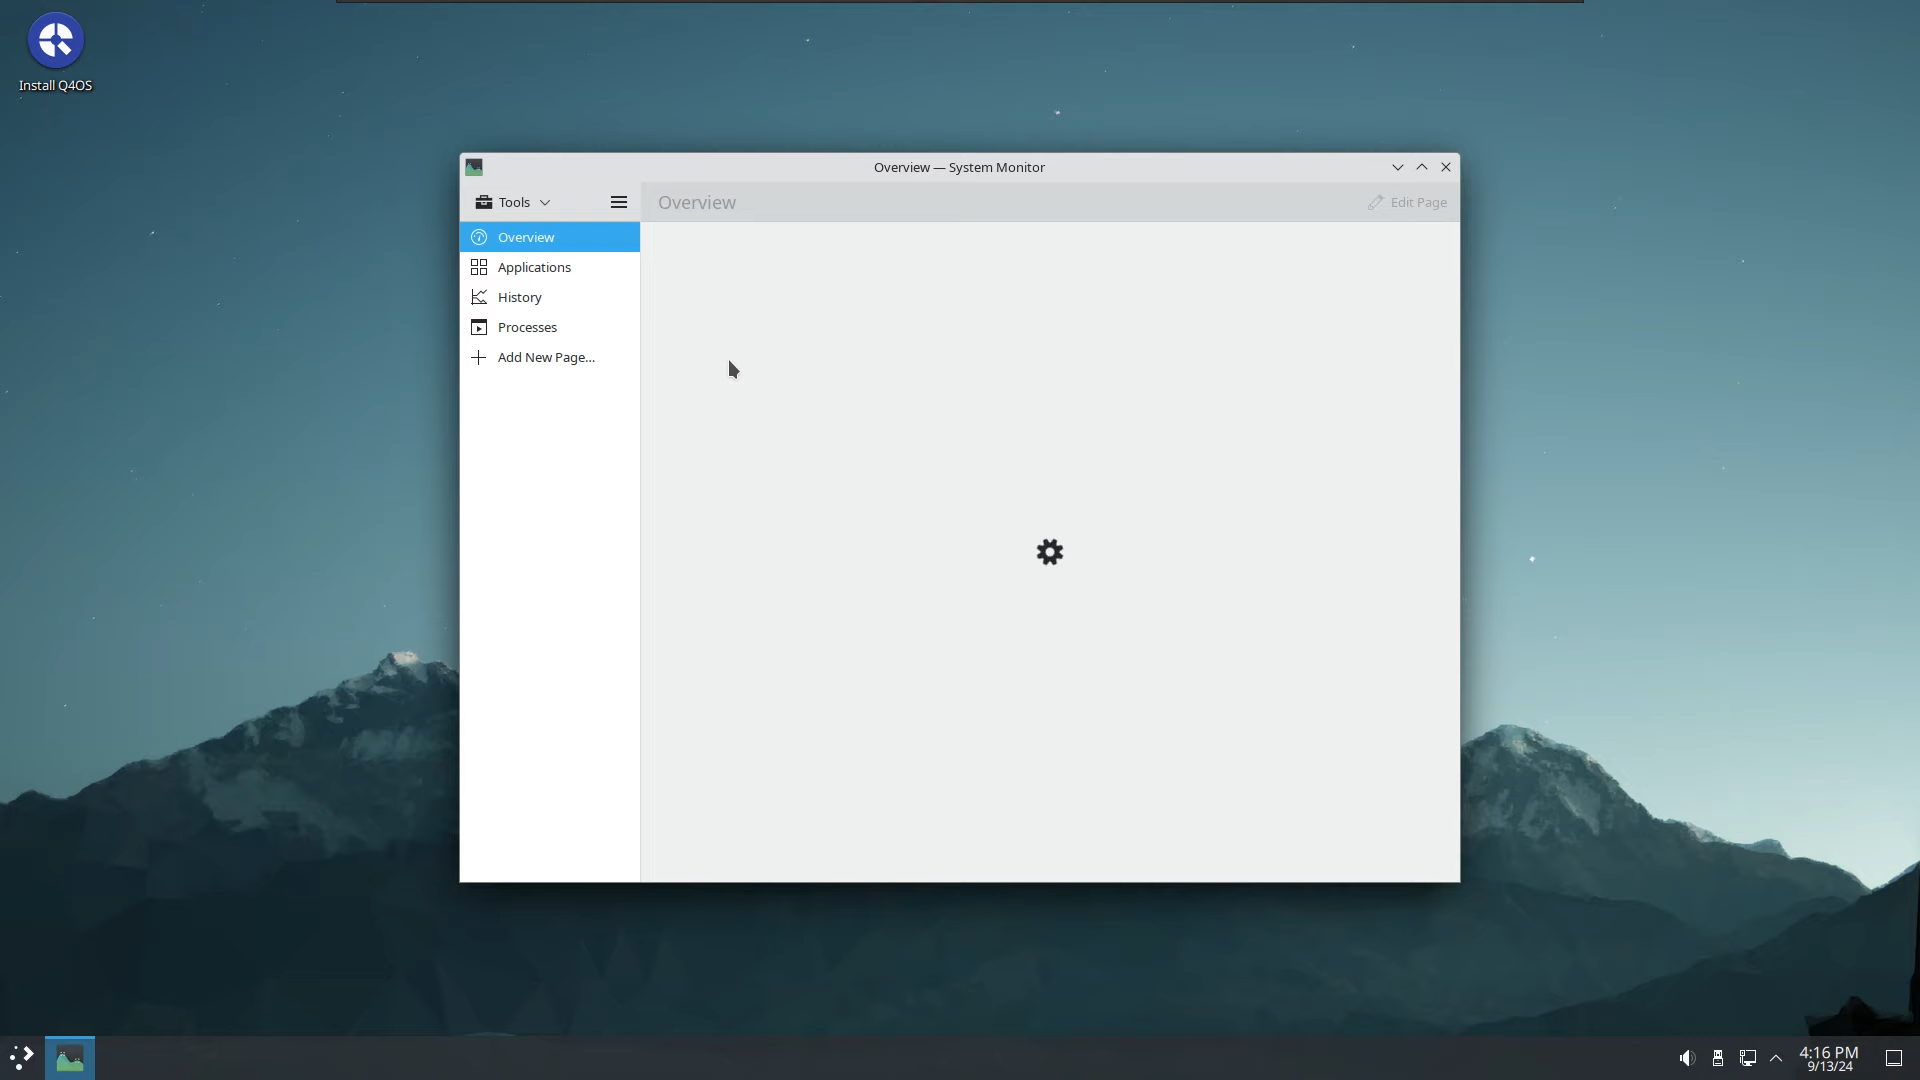 Install Q4OS
Overview — System Monitor
Tools
Overview
Edit Page
Overview
Applications
History
Processes
Add New Page...
4:16 PM
9/13/24